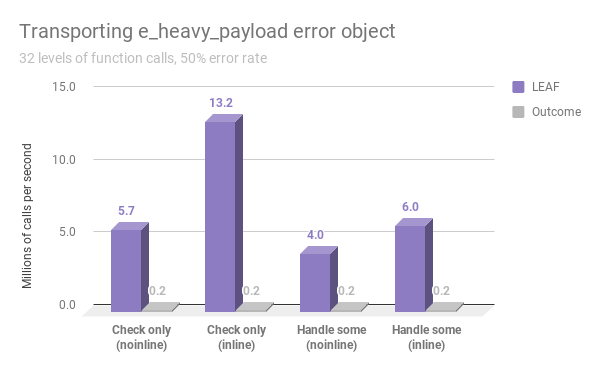 Transporting e_heavy_payload error object
32 levels of function calls, 50% error rate
LEAF
Outcome
Millions of calls per second
15.0
10.0
5.0
0.0
5.7
0.2
13.2
0.2
4.0
0.2
6.0
0.2
Check only
(noinline)
Check only
(inline)
Handle some
(noinline)
Handle some
(inline)